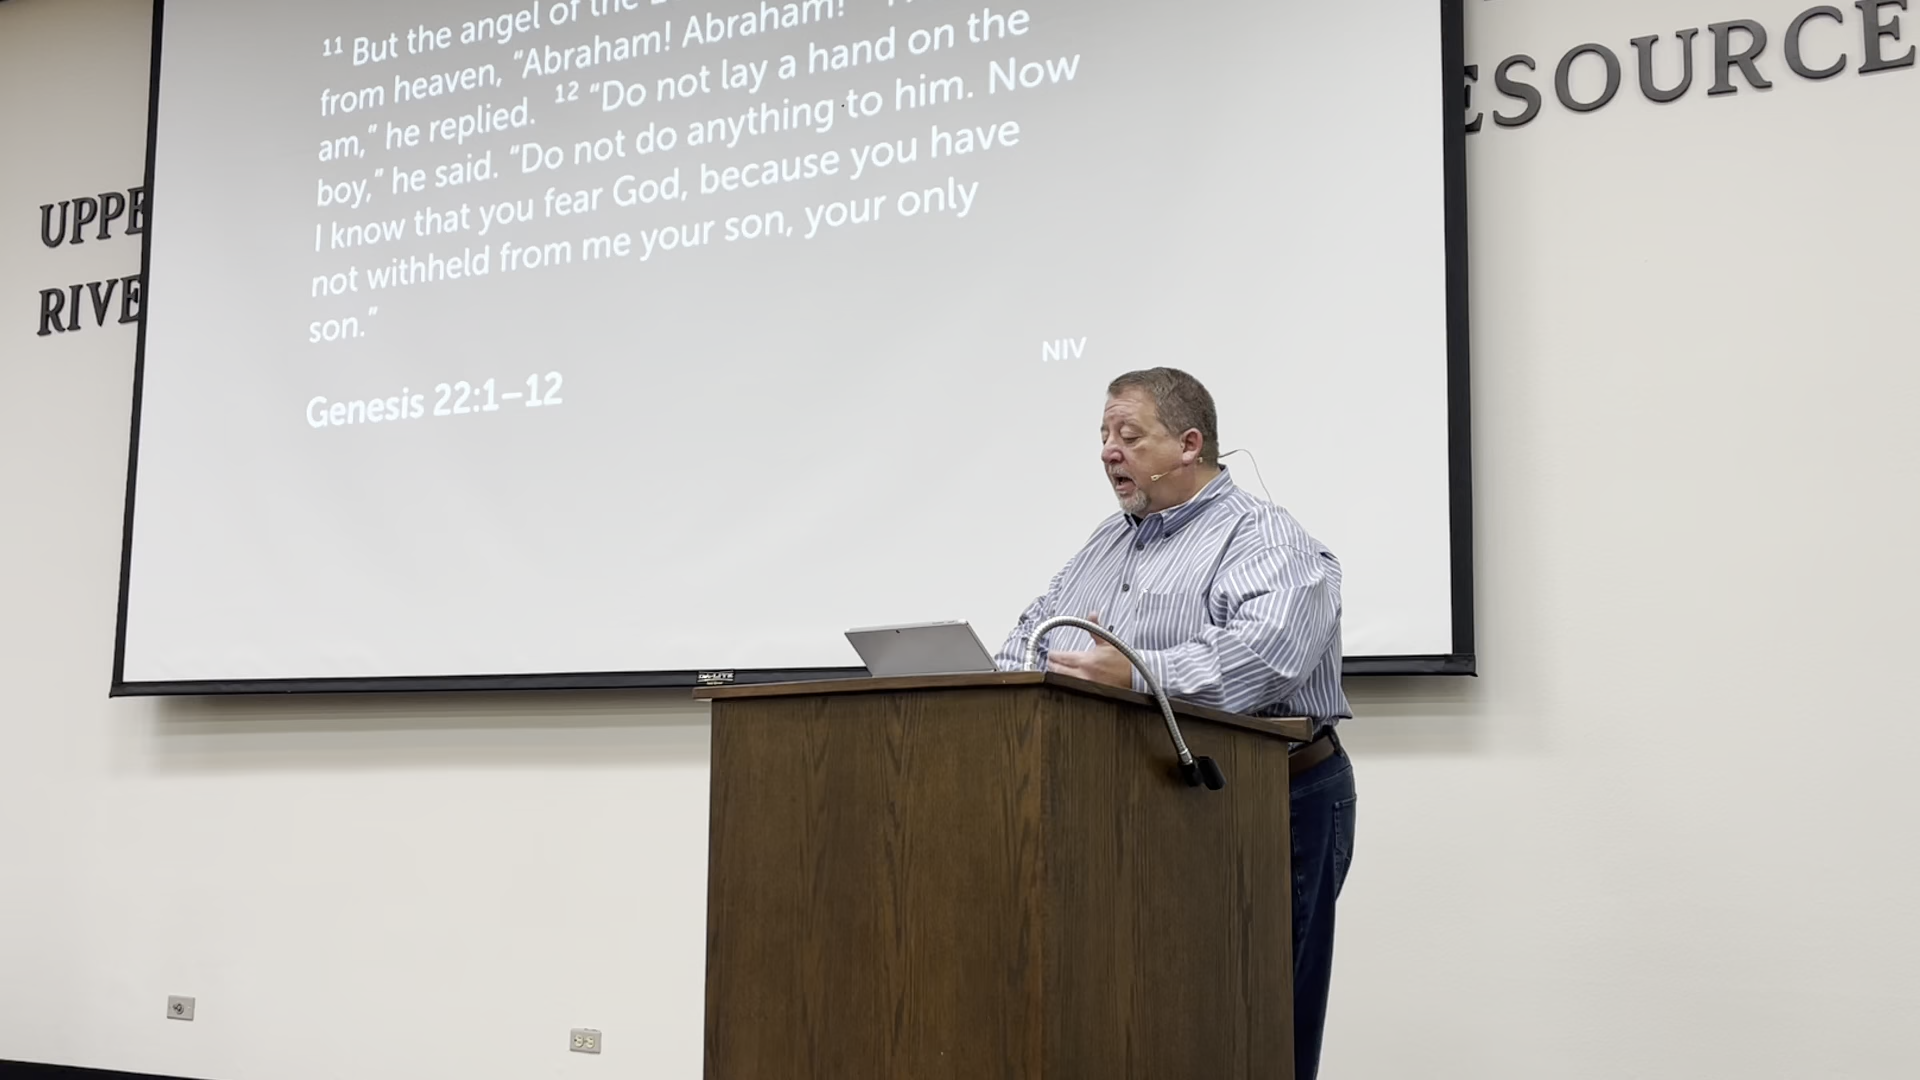 11 But the angel of the
from heaven, “Abraham! Abraham!”
am,” he replied. 12 “Do not lay a hand on the
boy,” he said. “Do not do anything to him. Now
I know that you fear God, because you have
not withheld from me your son, your only
son.”
NIV
Genesis 22:1–12
UPPE
RIVE
ESOURCE
DA-LITE